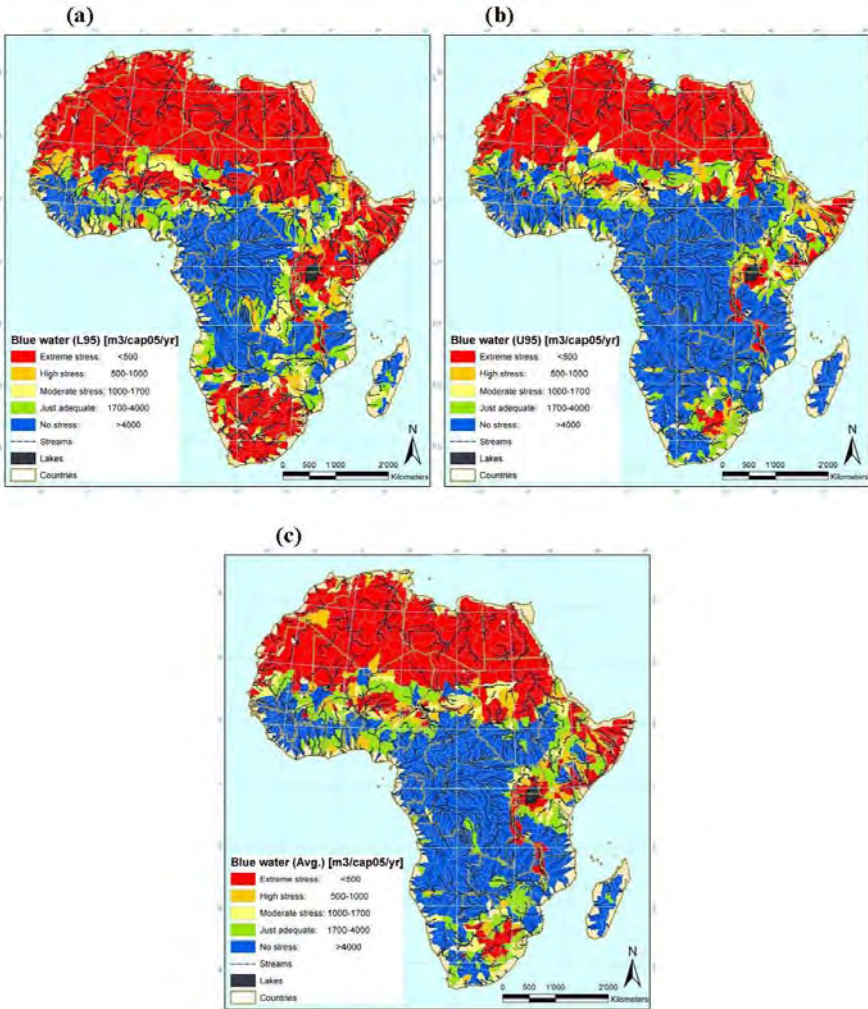 (a)
(b)
Blue water (L95) [m3/cap05/yr]
Extreme stress: <500
High stress: 500-1000
Moderate stress: 1000-1700
Just adequate: 1700-4000
No stress: >4000
Streams
Lakes
Countries
N
0 500 1'000 2'000
Kilometers
Blue water (U95) [m3/cap05/yr]
Extreme stress: <500
High stress: 500-1000
Moderate stress: 1000-1700
Just adequate: 1700-4000
No stress: >4000
Streams
Lakes
Countries
N
0 500 1'000 2'000
Kilometers
(c)
Blue water (Avg.) [m3/cap05/yr]
Extreme stress: <500
High stress: 500-1000
Moderate stress: 1000-1700
Just adequate: 1700-4000
No stress: >4000
Streams
Lakes
Countries
N
0 500 1'000 2'000
Kilometers